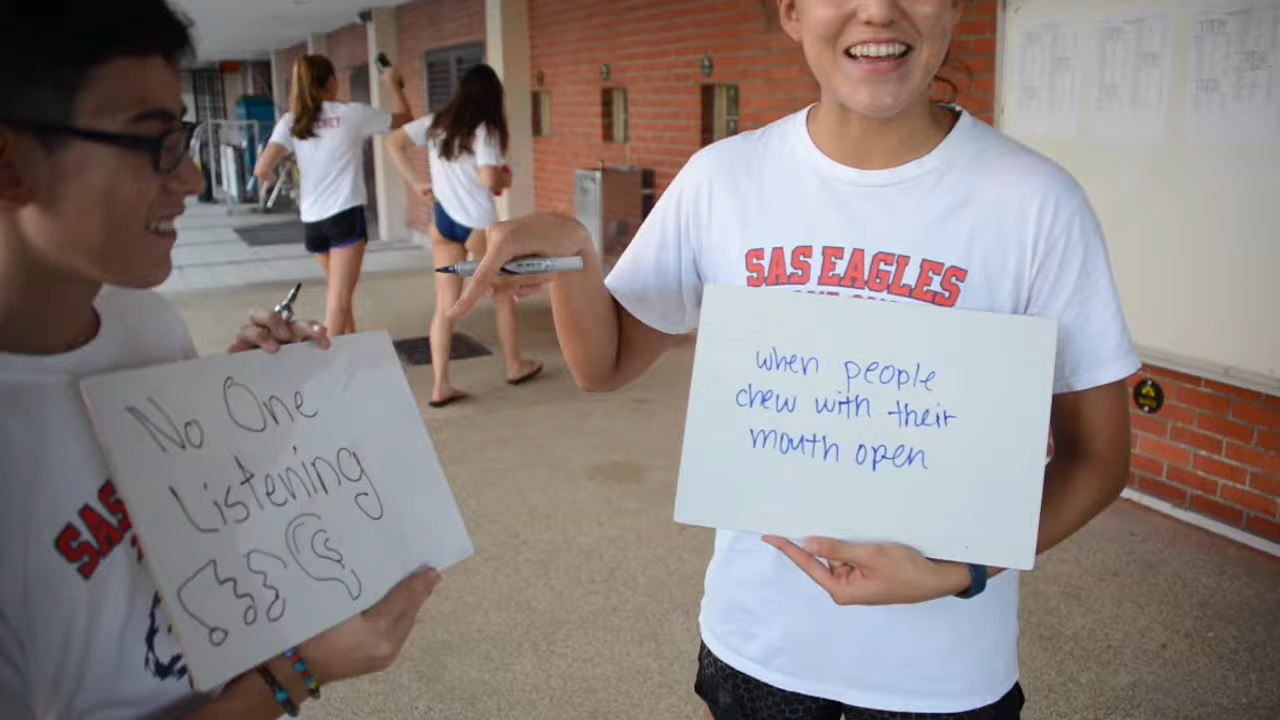 No One
Listening
SAS EAGLES
when people
chew with their
mouth open
SAS